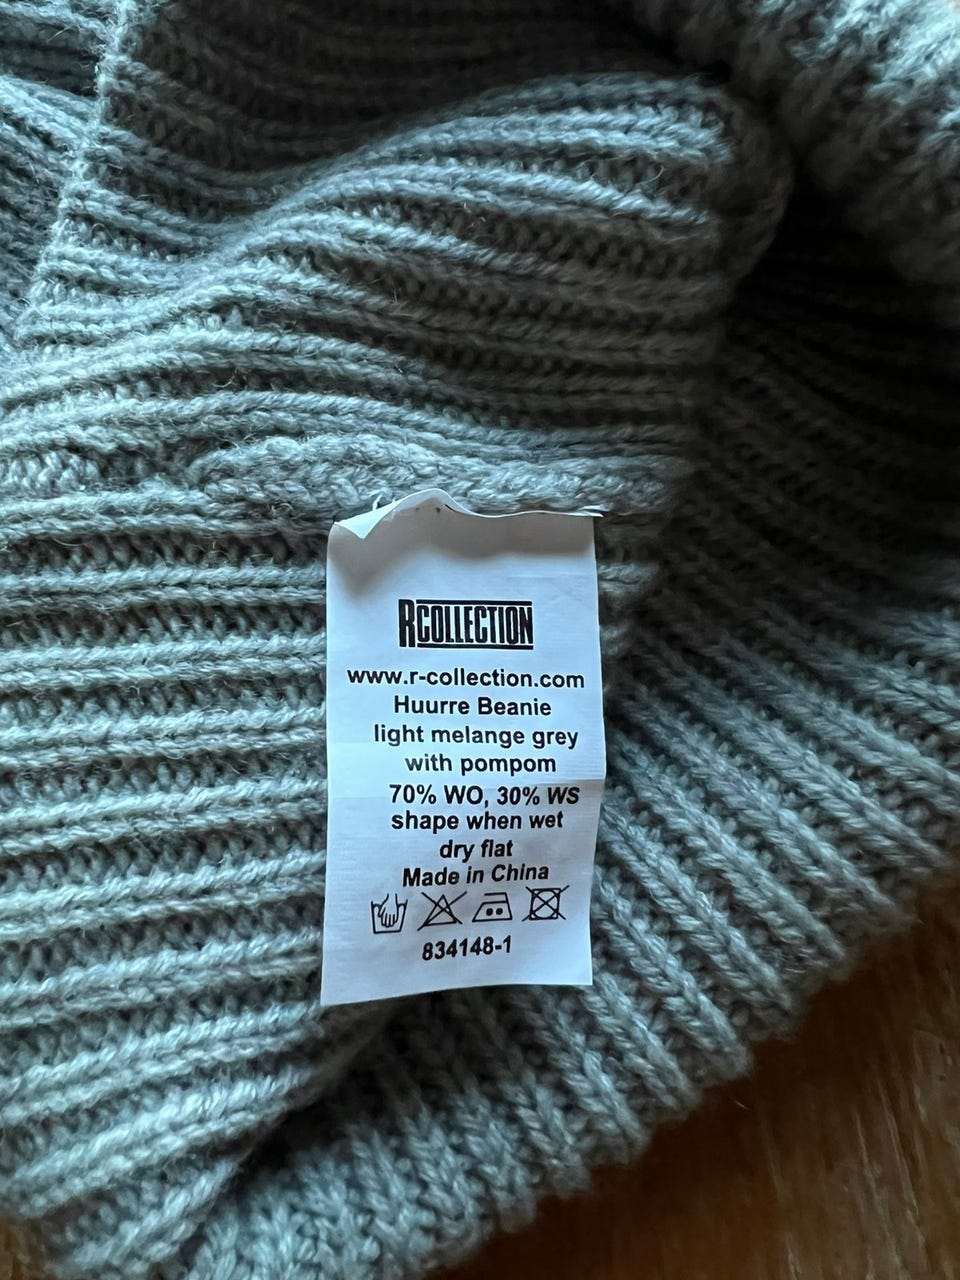 RCOLLECTION
www.r-collection.com
Huurre Beanie
light melange grey
with pompom
70% WO, 30% WS
shape when wet
dry flat
Made in China
834148-1